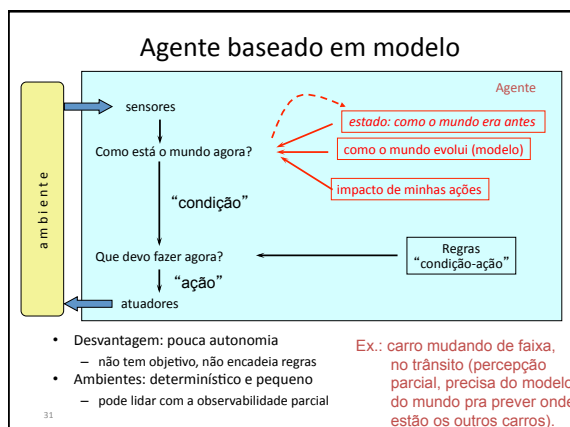 Agente baseado em modelo
ambiente
Agente
sensores
estado: como o mundo era antes
Como está o mundo agora?
como o mundo evolui (modelo)
impacto de minhas ações
“condição”
Que devo fazer agora?
Regras
“condição-ação”
“ação”
atuadores
• Desvantagem: pouca autonomia
– não tem objetivo, não encadeia regras
• Ambientes: determinístico e pequeno
– pode lidar com a observabilidade parcial
Ex.: carro mudando de faixa,
no trânsito (percepção
parcial, precisa do modelo
do mundo pra prever onde
estão os outros carros).
31